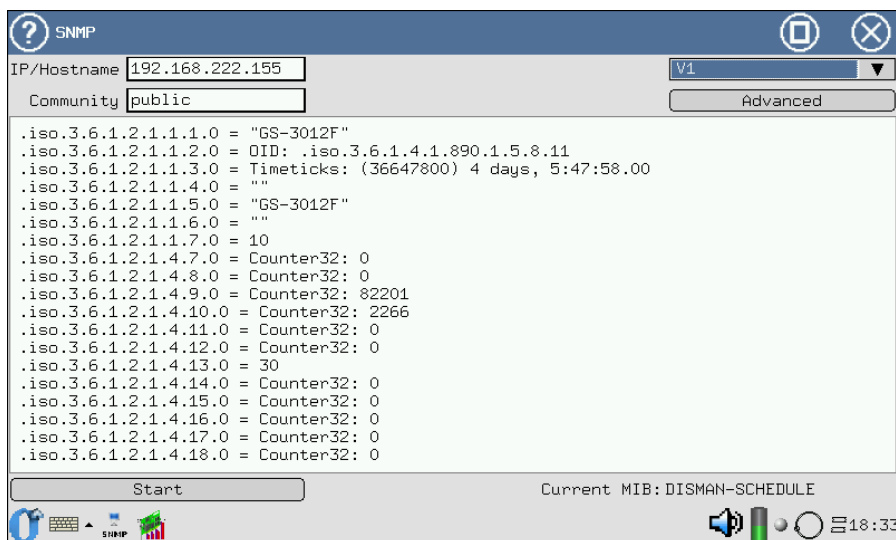 SNMP
IP/Hostname 192.168.222.155 V1
Community public Advanced
.iso.3.6.1.2.1.1.1.0 = "GS-3012F"
.iso.3.6.1.2.1.1.2.0 = OID: .iso.3.6.1.4.1.890.1.5.8.11
.iso.3.6.1.2.1.1.3.0 = Timeticks: (36647800) 4 days, 5:47:58.00
.iso.3.6.1.2.1.1.4.0 = ""
.iso.3.6.1.2.1.1.5.0 = "GS-3012F"
.iso.3.6.1.2.1.1.6.0 = ""
.iso.3.6.1.2.1.1.7.0 = 10
.iso.3.6.1.2.1.4.7.0 = Counter32: 0
.iso.3.6.1.2.1.4.8.0 = Counter32: 0
.iso.3.6.1.2.1.4.9.0 = Counter32: 82201
.iso.3.6.1.2.1.4.10.0 = Counter32: 2266
.iso.3.6.1.2.1.4.11.0 = Counter32: 0
.iso.3.6.1.2.1.4.12.0 = Counter32: 0
.iso.3.6.1.2.1.4.13.0 = 30
.iso.3.6.1.2.1.4.14.0 = Counter32: 0
.iso.3.6.1.2.1.4.15.0 = Counter32: 0
.iso.3.6.1.2.1.4.16.0 = Counter32: 0
.iso.3.6.1.2.1.4.17.0 = Counter32: 0
.iso.3.6.1.2.1.4.18.0 = Counter32: 0
Start Current MIB: DISMAN-SCHEDULE
SNMP 18:33